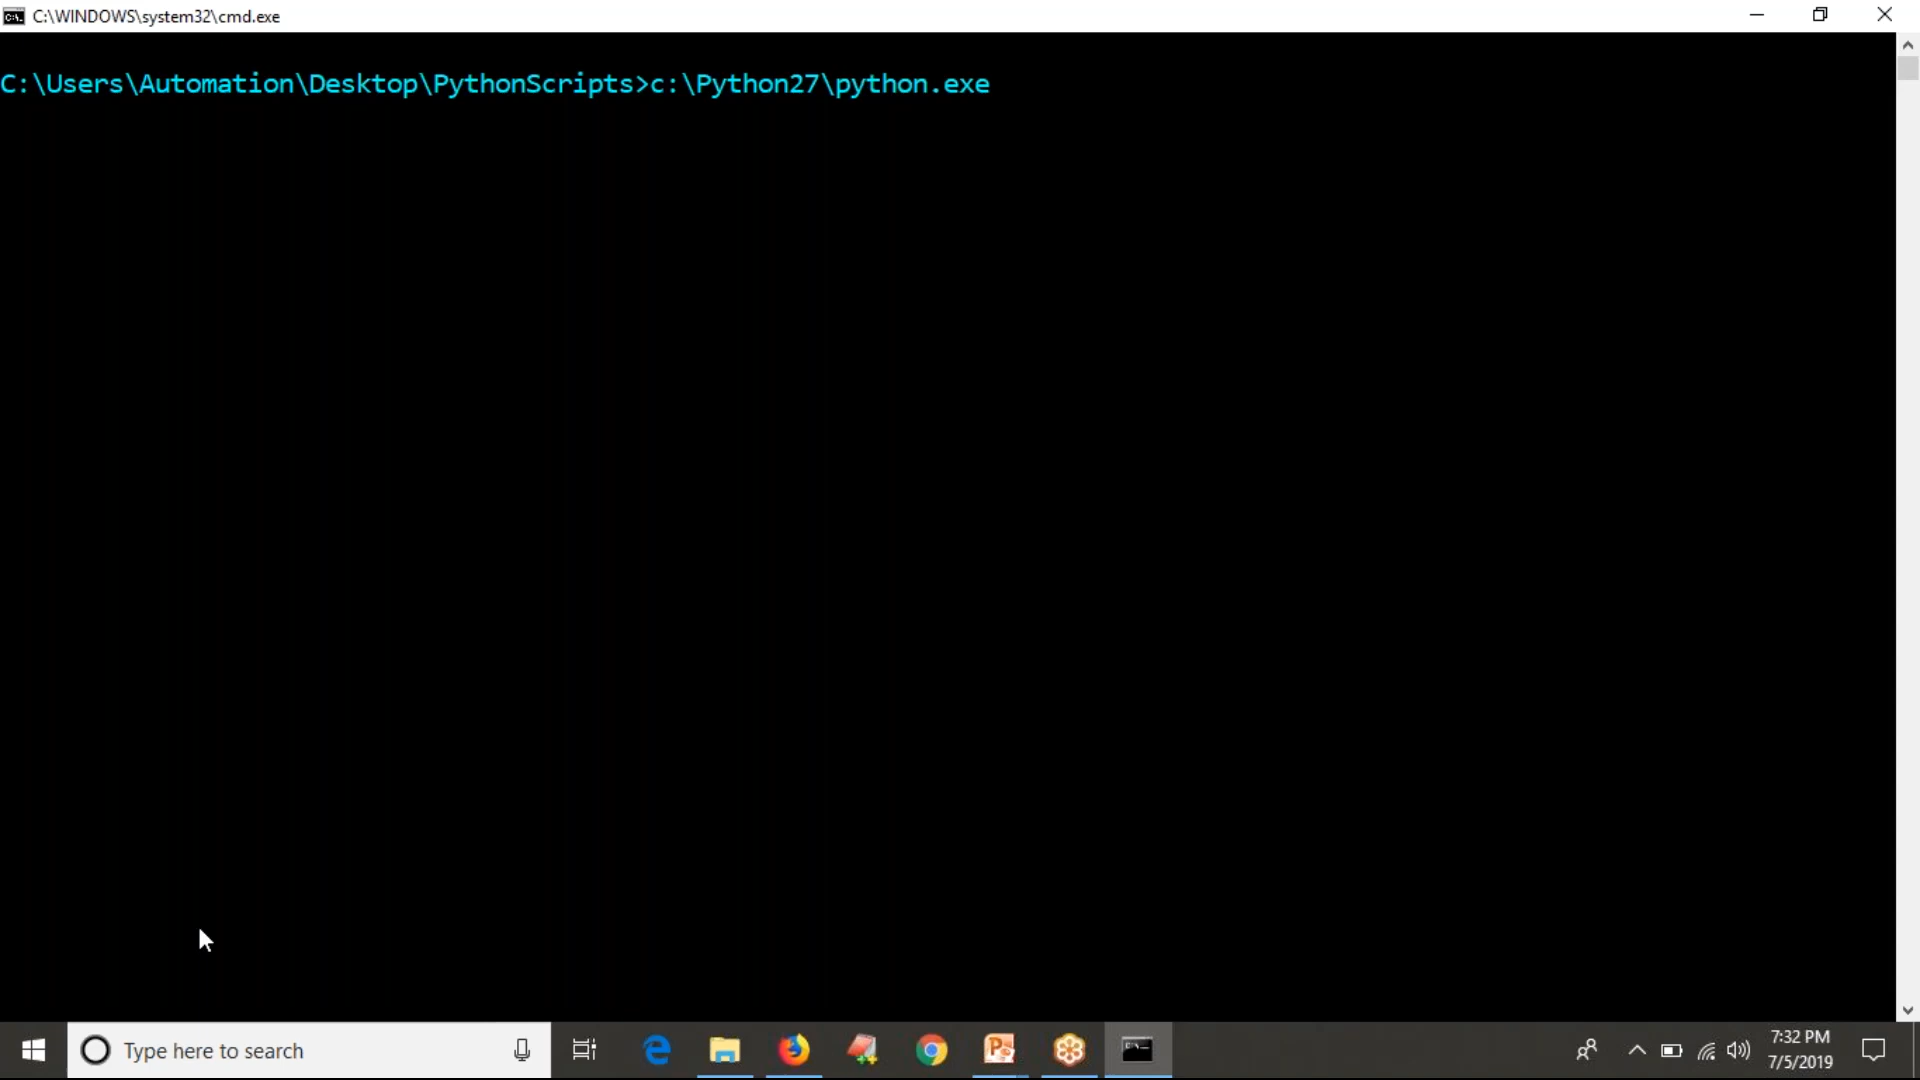 C:\WINDOWS\system32\cmd.exe
C:\Users\Automation\Desktop\PythonScripts>c:\Python27\python.exe
Type here to search
7:32 PM
7/5/2019